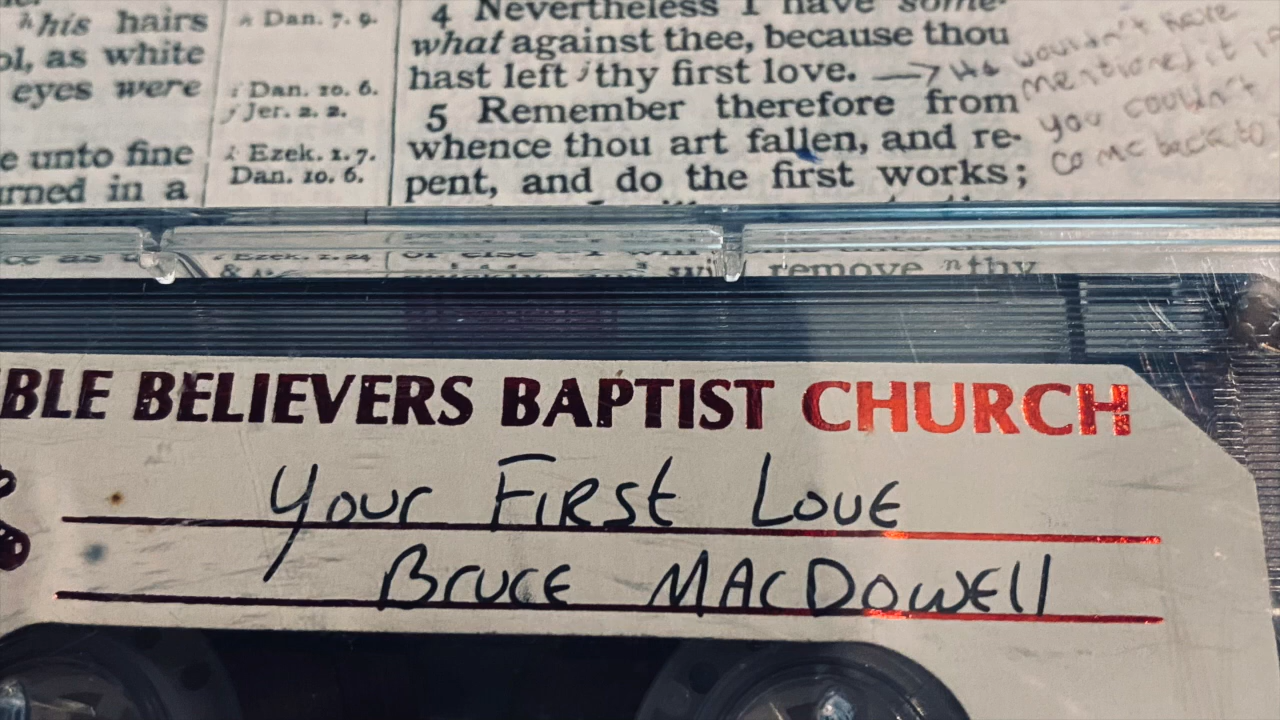 his hairs
ol, as white
eyes were
e unto fine
rned in a
h Dan. 7. 9.
i Dan. 10. 6.
j Jer. 2. 2.
k Ezek. 1. 7.
Dan. 10. 6.
4 Nevertheless I have some-
what against thee, because thou
hast left j thy first love.
5 Remember therefore from
whence thou art fallen, and re-
pent, and do the first works;
→ He wouldn't have
mentioned it if
you couldn't
come back to
remove n thy
BLE BELIEVERS BAPTIST CHURCH
Your First Love
Bruce MacDowell